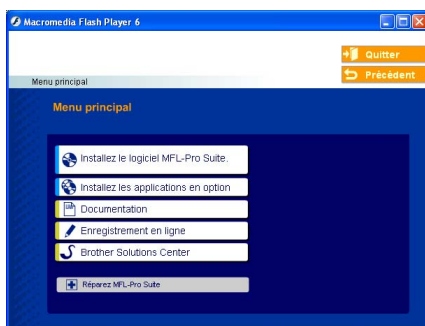 Macromedia Flash Player 6
Quitter
Précédent
Menu principal
Menu principal
Installez le logiciel MFL-Pro Suite.
Installez les applications en option
Documentation
Enregistrement en ligne
Brother Solutions Center
Réparez MFL-Pro Suite